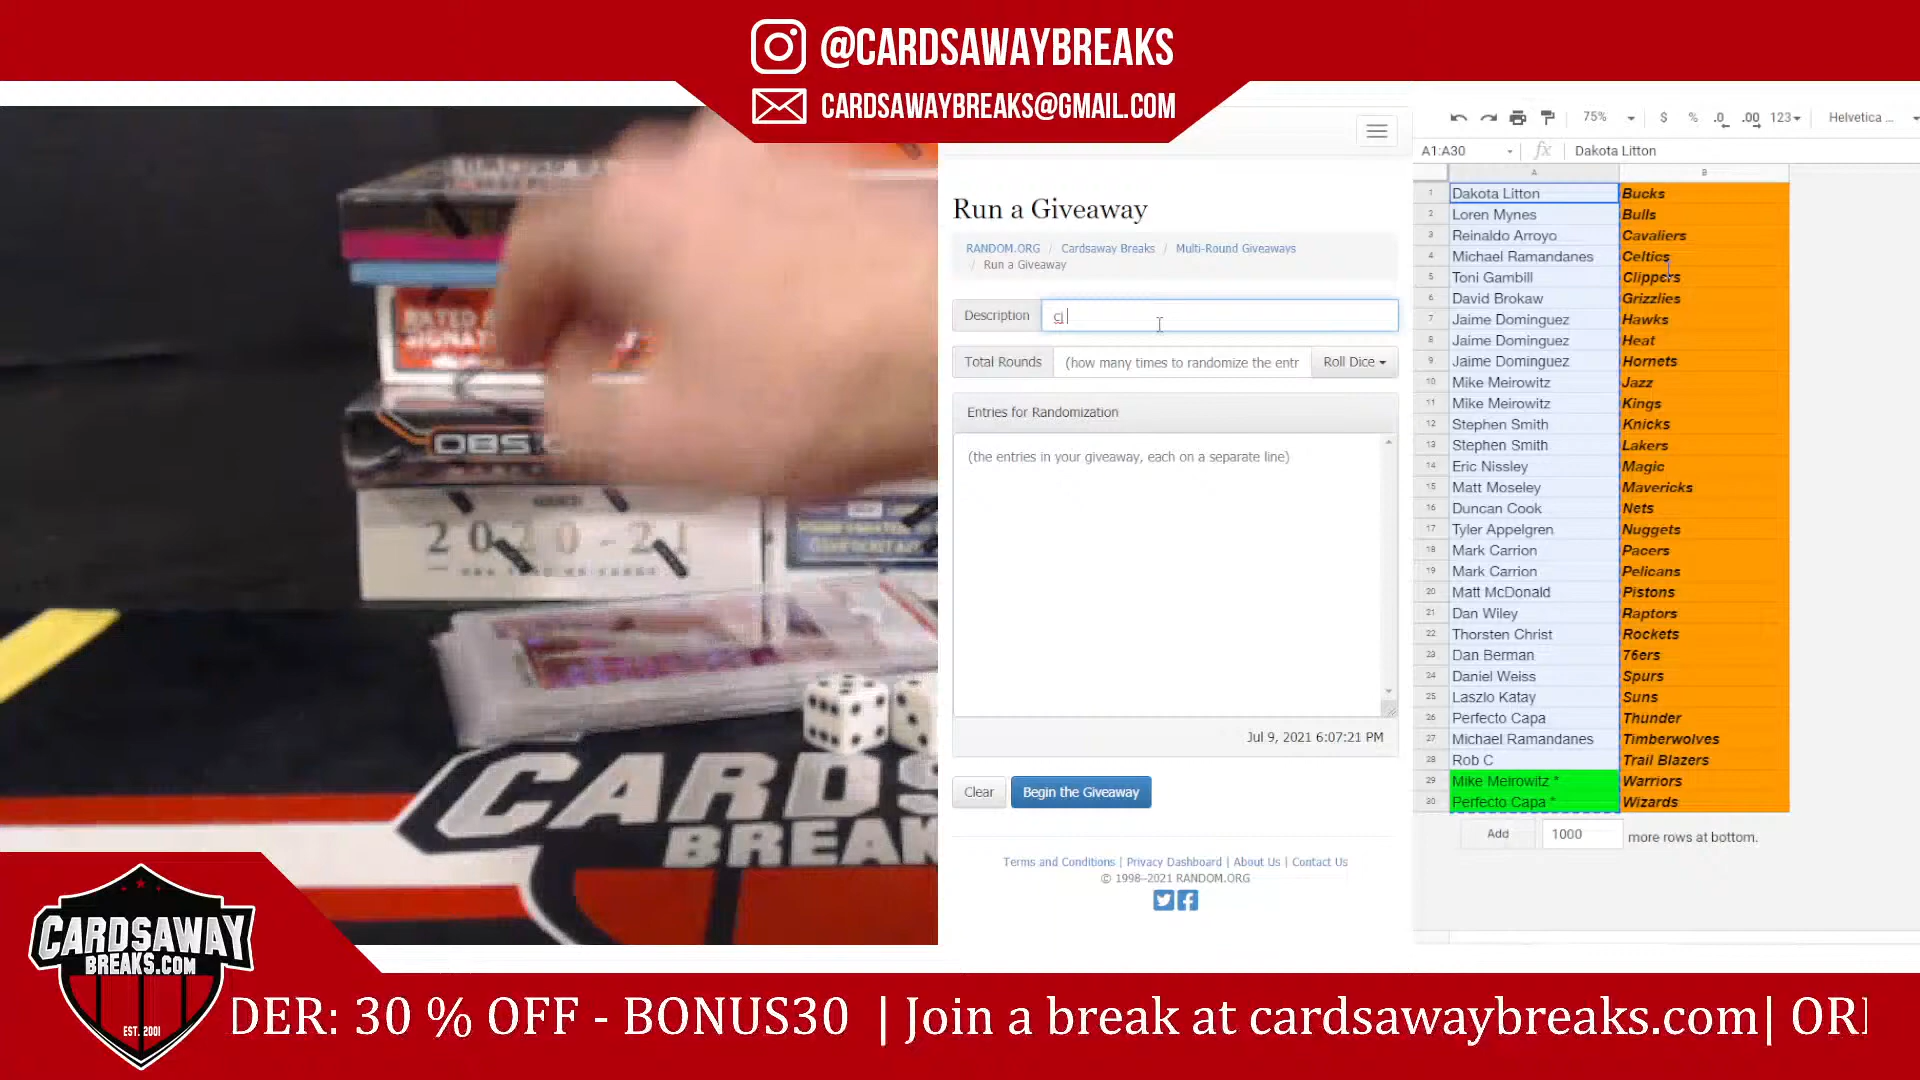 @CARDSAWAYBREAKS
CARDSAWAYBREAKS@GMAIL.COM
RATED
SIGNAT
OBS
MARCH
2020-21
CARDS
BREA
Run a Giveaway
RANDOM.ORG / Cardsaway Breaks / Multi-Round Giveaways
/ Run a Giveaway
Description cj
Total Rounds (how many times to randomize the entr Roll Dice
Entries for Randomization
(the entries in your giveaway, each on a separate line)
Jul 9, 2021 6:07:21 PM
Clear Begin the Giveaway
Terms and Conditions | Privacy Dashboard | About Us | Contact Us
© 1998–2021 RANDOM.ORG
75% $ % .0 .00 123 Helvetica ...
A1:A30 fx Dakota Litton
A B
1 Dakota Litton Bucks
2 Loren Mynes Bulls
3 Reinaldo Arroyo Cavaliers
4 Michael Ramandanes Celtics
5 Toni Gambill Clippers
6 David Brokaw Grizzlies
7 Jaime Dominguez Hawks
8 Jaime Dominguez Heat
9 Jaime Dominguez Hornets
10 Mike Meirowitz Jazz
11 Mike Meirowitz Kings
12 Stephen Smith Knicks
13 Stephen Smith Lakers
14 Eric Nissley Magic
15 Matt Moseley Mavericks
16 Duncan Cook Nets
17 Tyler Appelgren Nuggets
18 Mark Carrion Pacers
19 Mark Carrion Pelicans
20 Matt McDonald Pistons
21 Dan Wiley Raptors
22 Thorsten Christ Rockets
23 Dan Berman 76ers
24 Daniel Weiss Spurs
25 Laszlo Katay Suns
26 Perfecto Capa Thunder
27 Michael Ramandanes Timberwolves
28 Rob C Trail Blazers
29 Mike Meirowitz * Warriors
30 Perfecto Capa * Wizards
Add 1000 more rows at bottom.
CARDSAWAY
BREAKS.COM
EST. 2001
DER: 30 % OFF - BONUS30 | Join a break at cardsawaybreaks.com| ORI